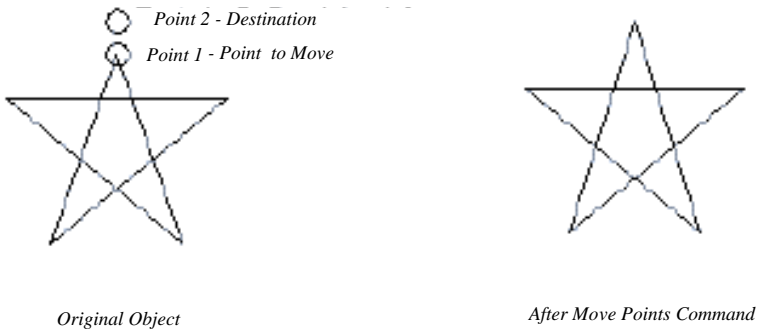 Point 2 - Destination
Point 1 - Point to Move
Original Object
After Move Points Command